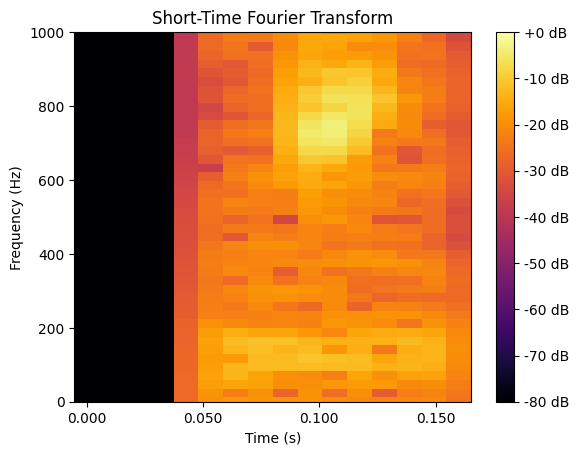 Short-Time Fourier Transform
1000
800
600
400
200
0
Frequency (Hz)
0.000
0.050
0.100
0.150
Time (s)
+0 dB
-10 dB
-20 dB
-30 dB
-40 dB
-50 dB
-60 dB
-70 dB
-80 dB